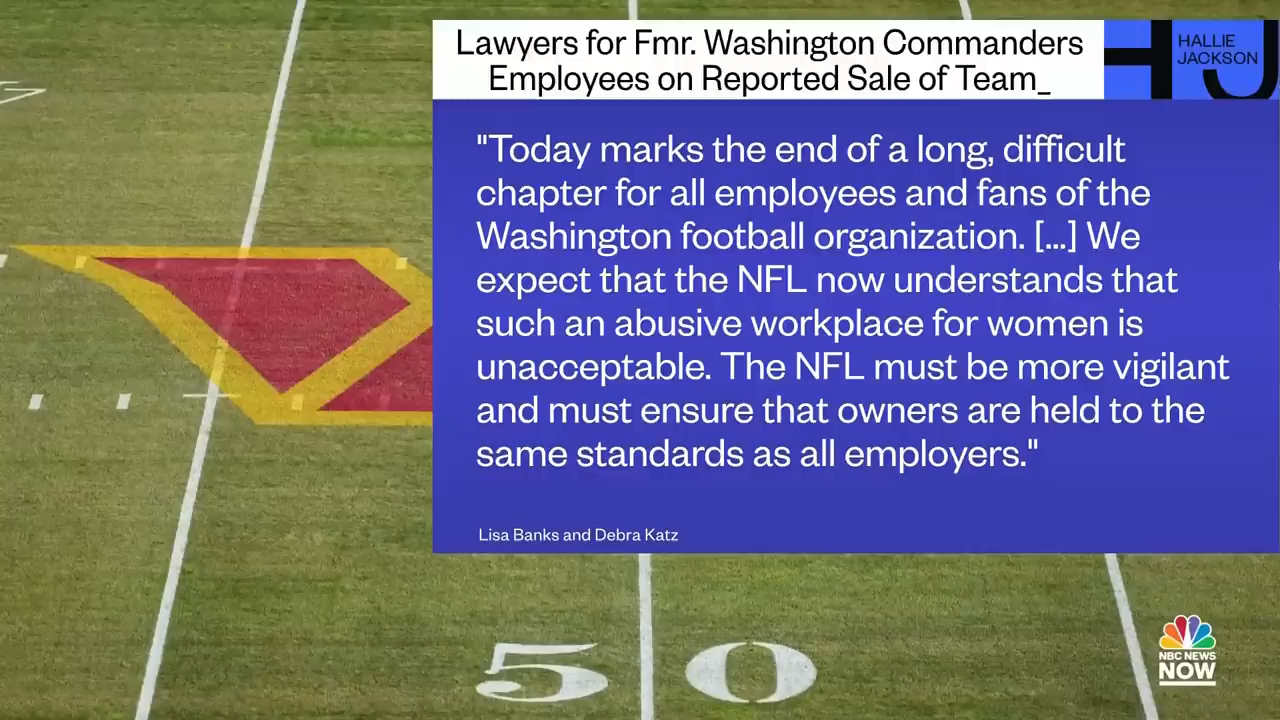 Lawyers for Fmr. Washington Commanders
Employees on Reported Sale of Team_
HALLIE
JACKSON
"Today marks the end of a long, difficult
chapter for all employees and fans of the
Washington football organization. [...] We
expect that the NFL now understands that
such an abusive workplace for women is
unacceptable. The NFL must be more vigilant
and must ensure that owners are held to the
same standards as all employers."
Lisa Banks and Debra Katz
50
NBC NEWS
NOW